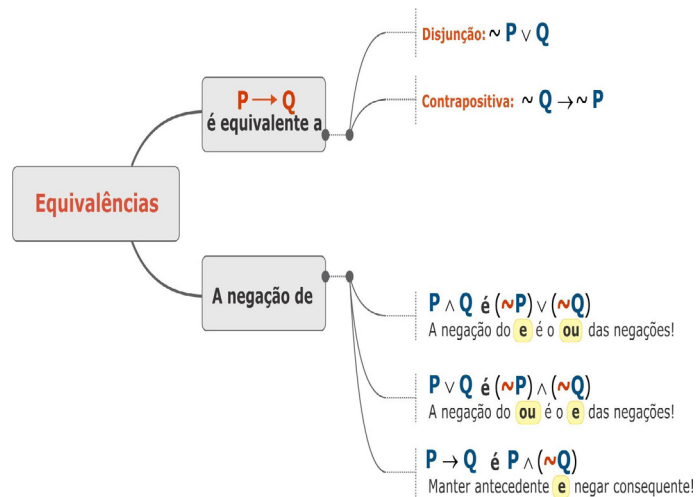 Equivalências
P → Q
é equivalente a
Disjunção: ~ P ∨ Q
Contrapositiva: ~ Q → ~ P
A negação de
P ∧ Q é (~P) ∨ (~Q)
A negação do e é o ou das negações!
P ∨ Q é (~P) ∧ (~Q)
A negação do ou é o e das negações!
P → Q é P ∧ (~Q)
Manter antecedente e negar consequente!